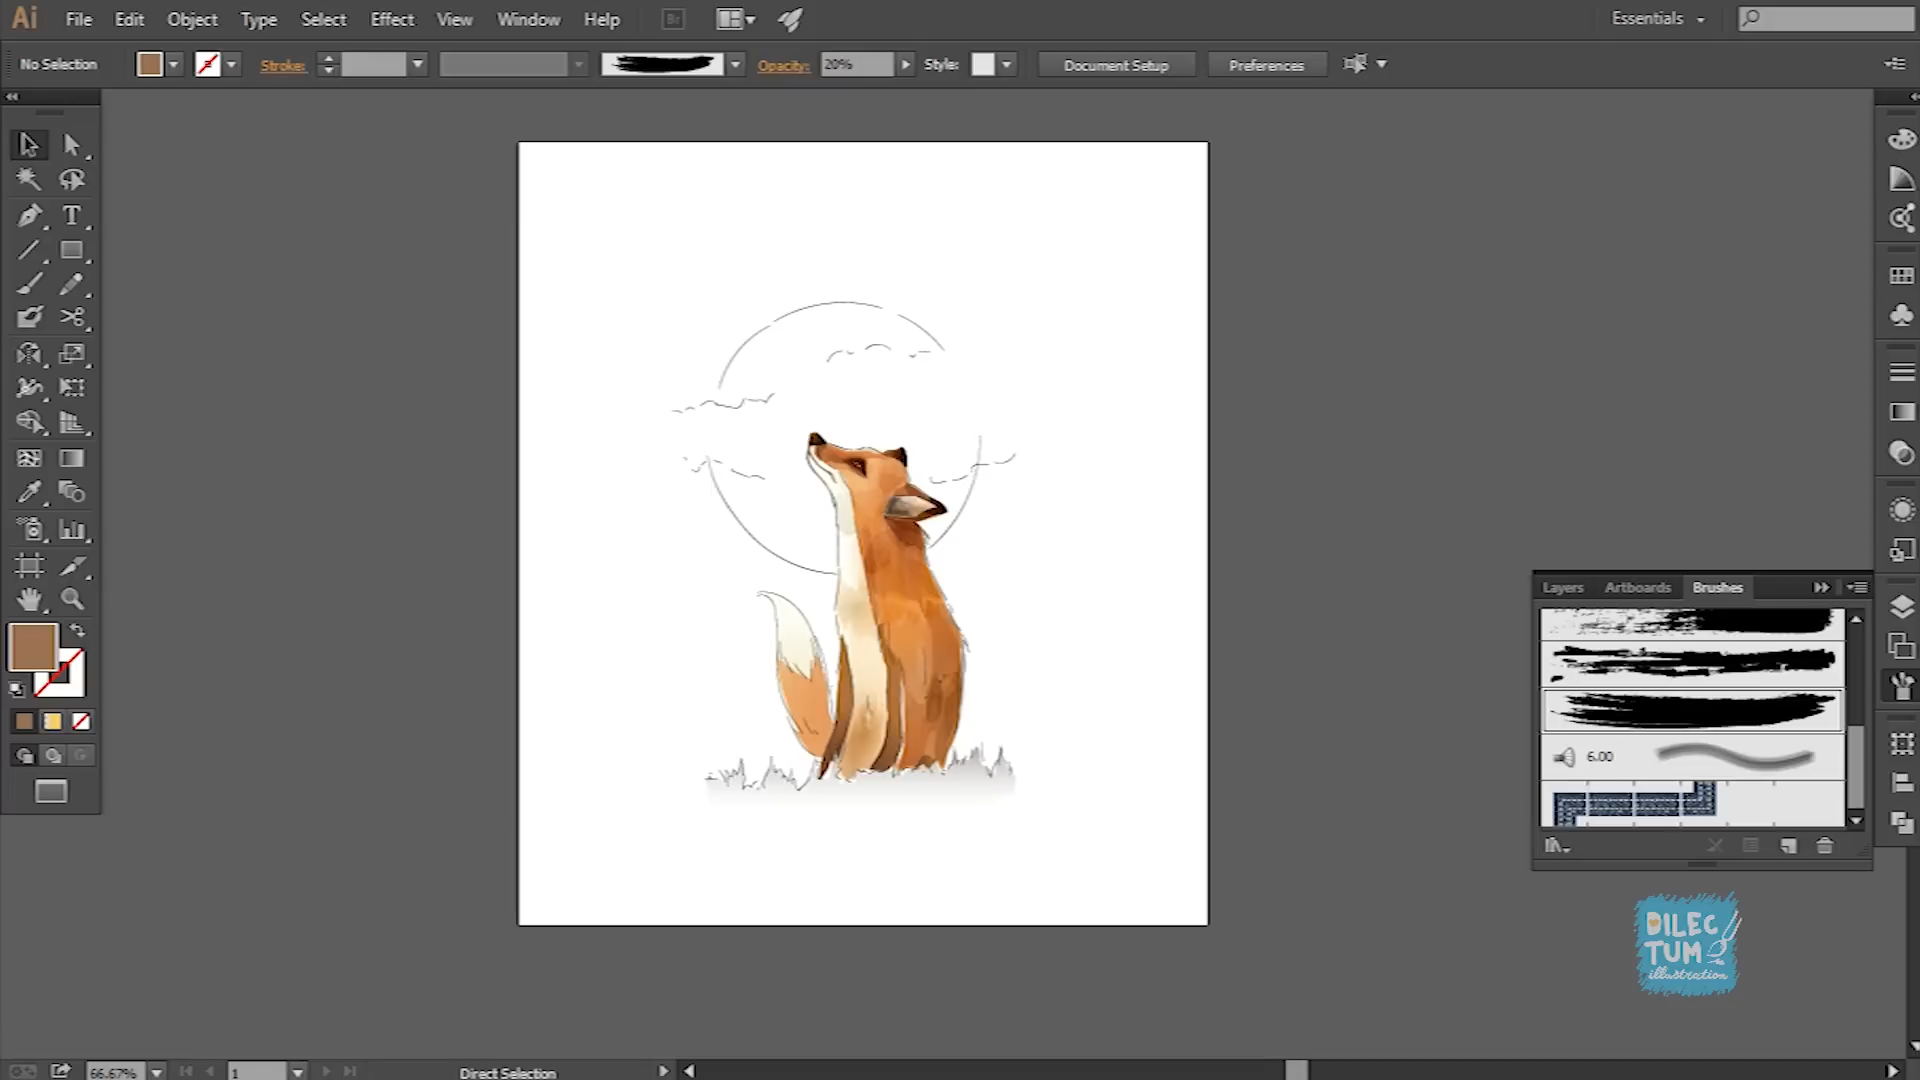 Ai File Edit Object Type Select Effect View Window Help Br Essentials
No Selection Stroke: Opacity: 20% Style: Document Setup Preferences
T
Layers Artboards Brushes
6.00
DILEC
TUM
illustration
66.67% 1 Direct Selection